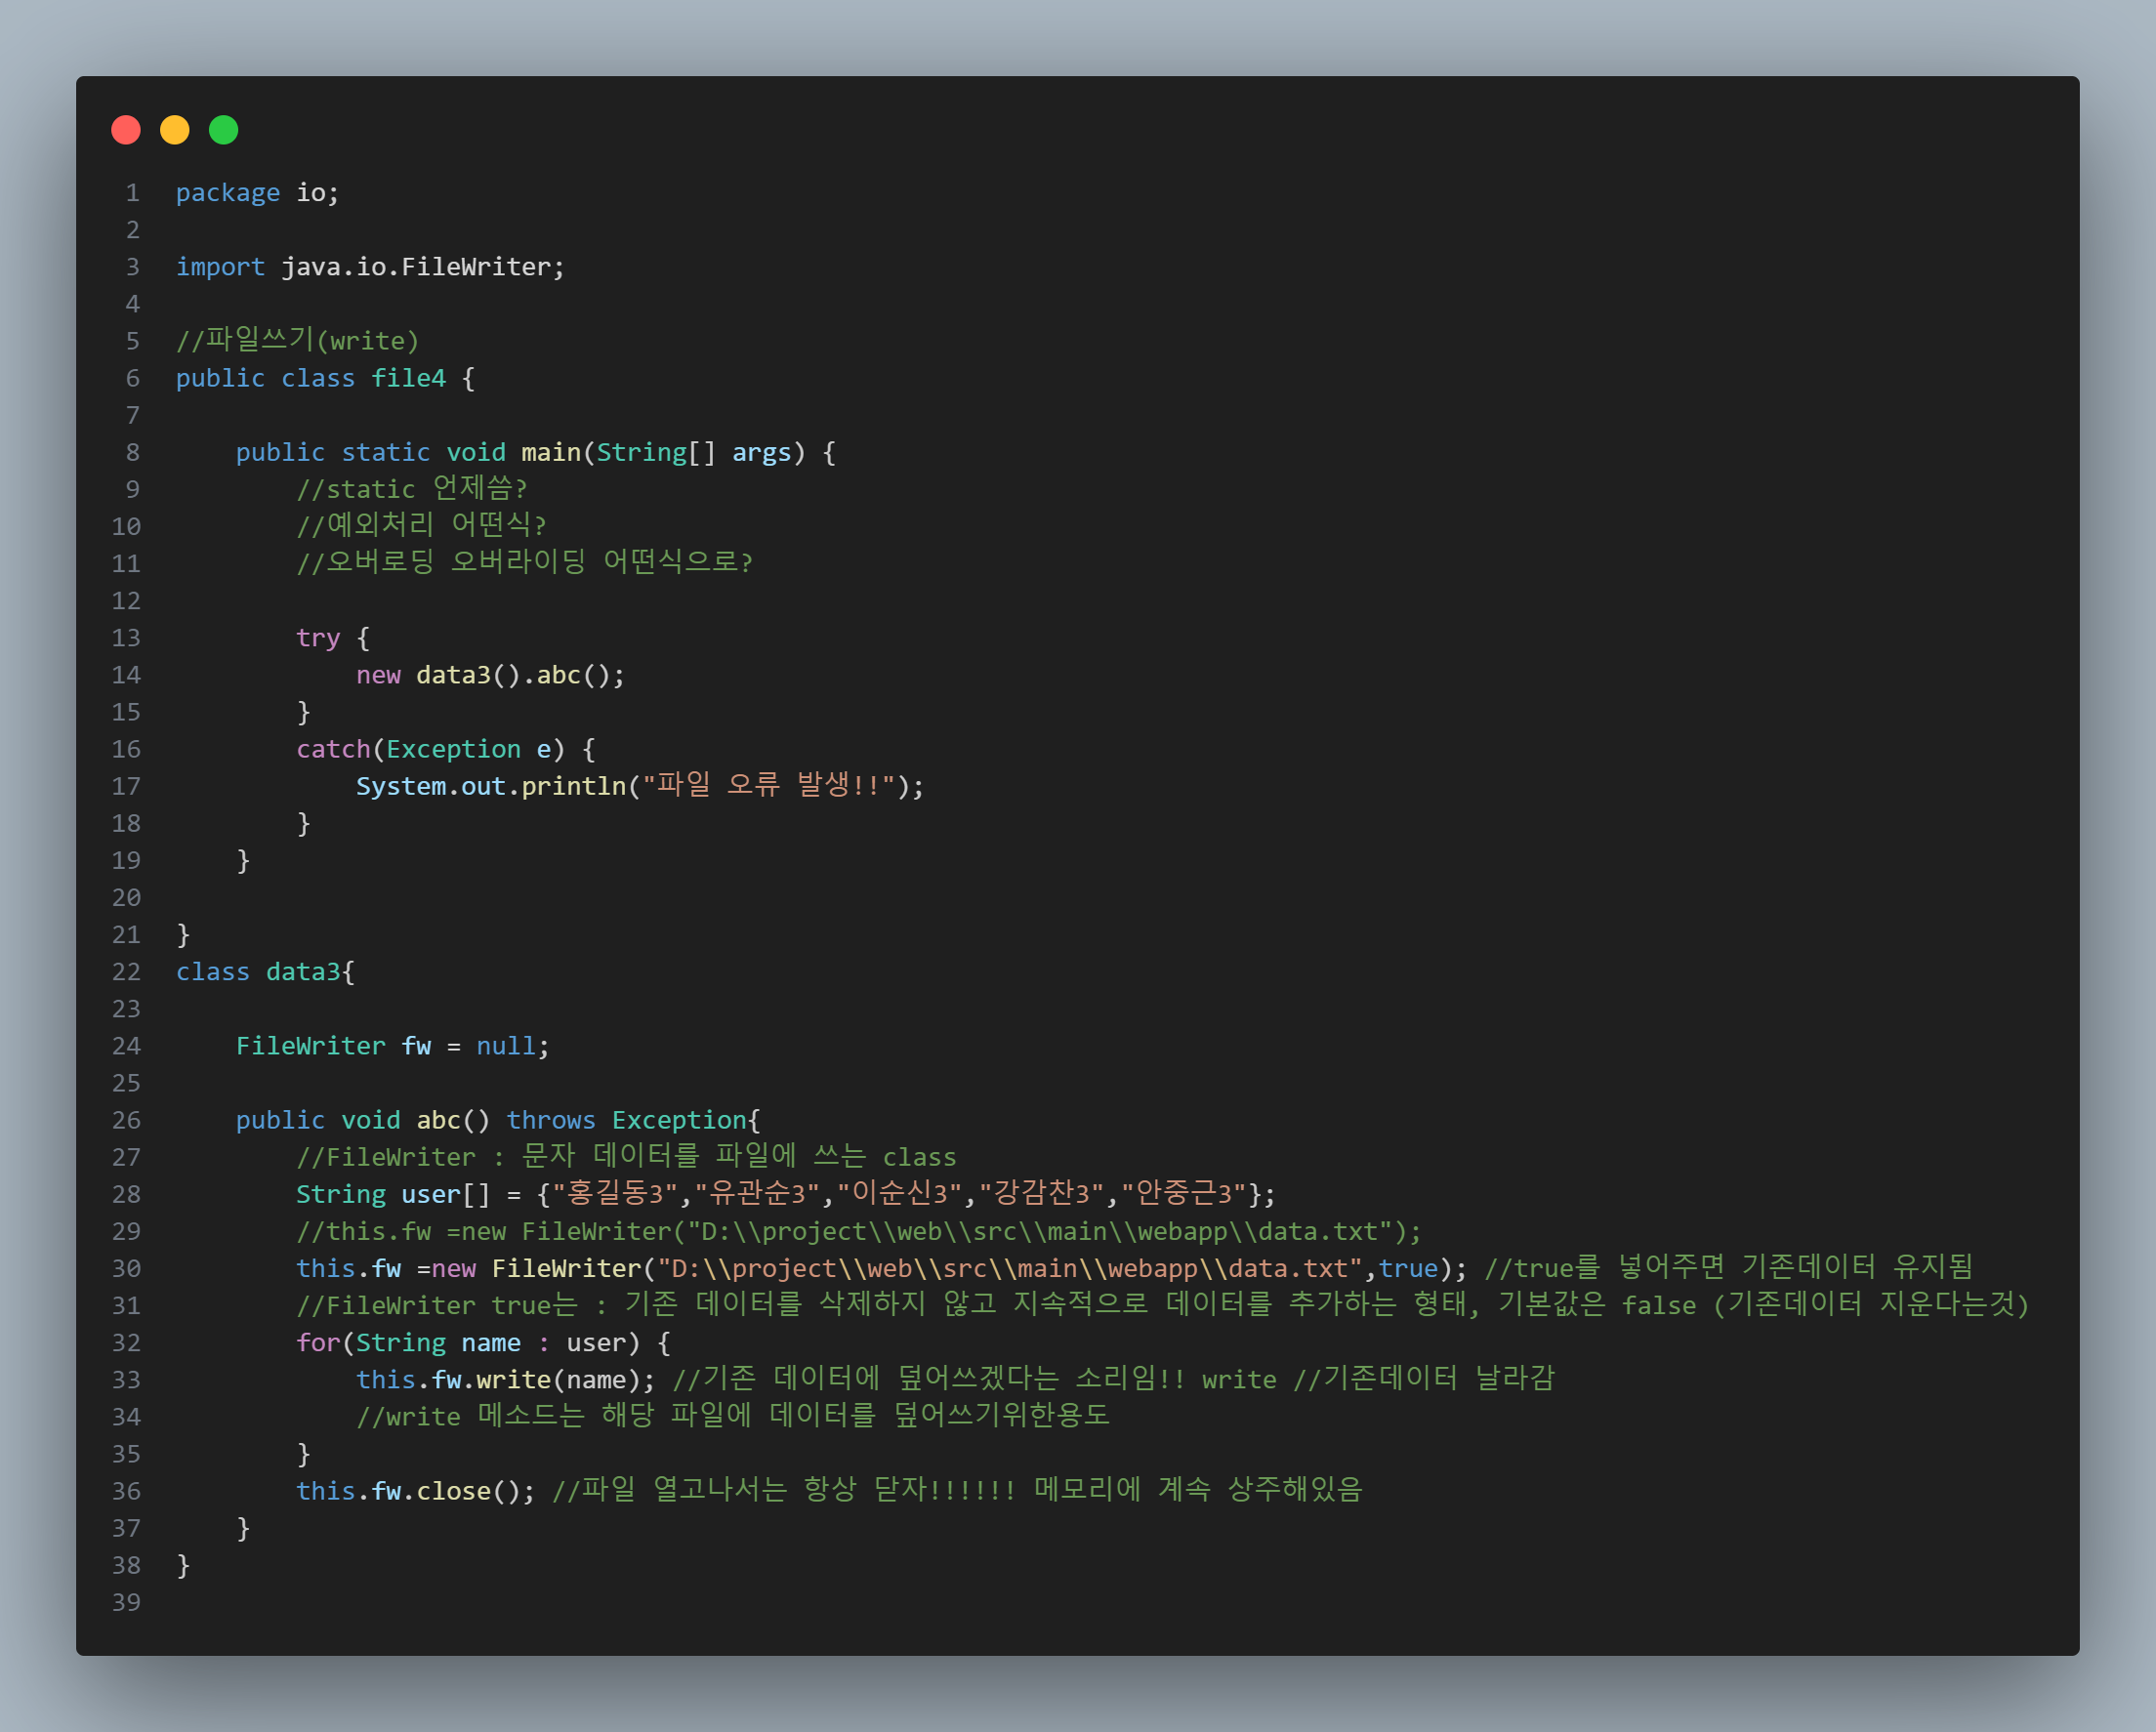 1 package io;
2
3 import java.io.FileWriter;
4
5 //파일쓰기(write)
6 public class file4 {
7
8     public static void main(String[] args) {
9         //static 언제씀?
10         //예외처리 어떤식?
11         //오버로딩 오버라이딩 어떤식으로?
12
13         try {
14             new data3().abc();
15         }
16         catch(Exception e) {
17             System.out.println("파일 오류 발생!!");
18         }
19     }
20
21 }
22 class data3{
23
24     FileWriter fw = null;
25
26     public void abc() throws Exception{
27         //FileWriter : 문자 데이터를 파일에 쓰는 class
28         String user[] = {"홍길동3","유관순3","이순신3","강감찬3","안중근3"};
29         //this.fw =new FileWriter("D:\\project\\web\\src\\main\\webapp\\data.txt");
30         this.fw =new FileWriter("D:\\project\\web\\src\\main\\webapp\\data.txt",true); //true를 넣어주면 기존데이터 유지됨
31         //FileWriter true는 : 기존 데이터를 삭제하지 않고 지속적으로 데이터를 추가하는 형태, 기본값은 false (기존데이터 지운다는것)
32         for(String name : user) {
33             this.fw.write(name); //기존 데이터에 덮어쓰겠다는 소리임!! write //기존데이터 날라감
34             //write 메소드는 해당 파일에 데이터를 덮어쓰기위한용도
35         }
36         this.fw.close(); //파일 열고나서는 항상 닫자!!!!!! 메모리에 계속 상주해있음
37     }
38 }
39